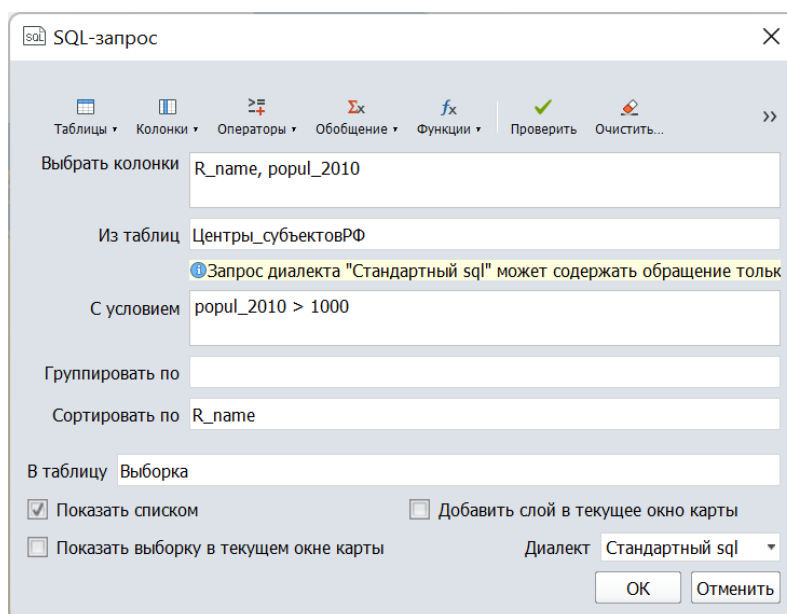 sql SQL-запрос
Таблицы Колонки Операторы Обобщение Функции Проверить Очистить...
Выбрать колонки R_name, popul_2010
Из таблиц Центры_субъектовРФ
Запрос диалекта "Стандартный sql" может содержать обращение тольк
С условием popul_2010 > 1000
Группировать по
Сортировать по R_name
В таблицу Выборка
Показать списком Добавить слой в текущее окно карты
Показать выборку в текущем окне карты Диалект Стандартный sql
OK Отменить